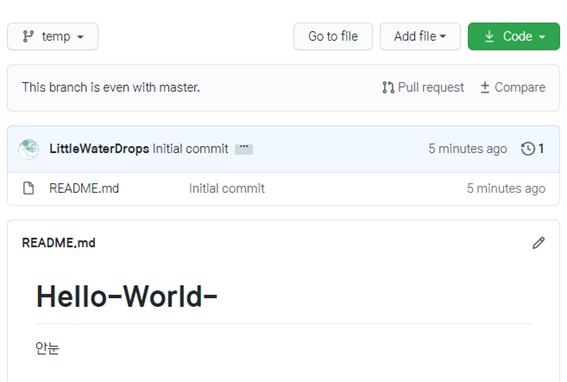 temp
Go to file
Add file
Code
This branch is even with master.
Pull request
Compare
LittleWaterDrops Initial commit ...
5 minutes ago
1
README.md
Initial commit
5 minutes ago
README.md
Hello-World-
안눈